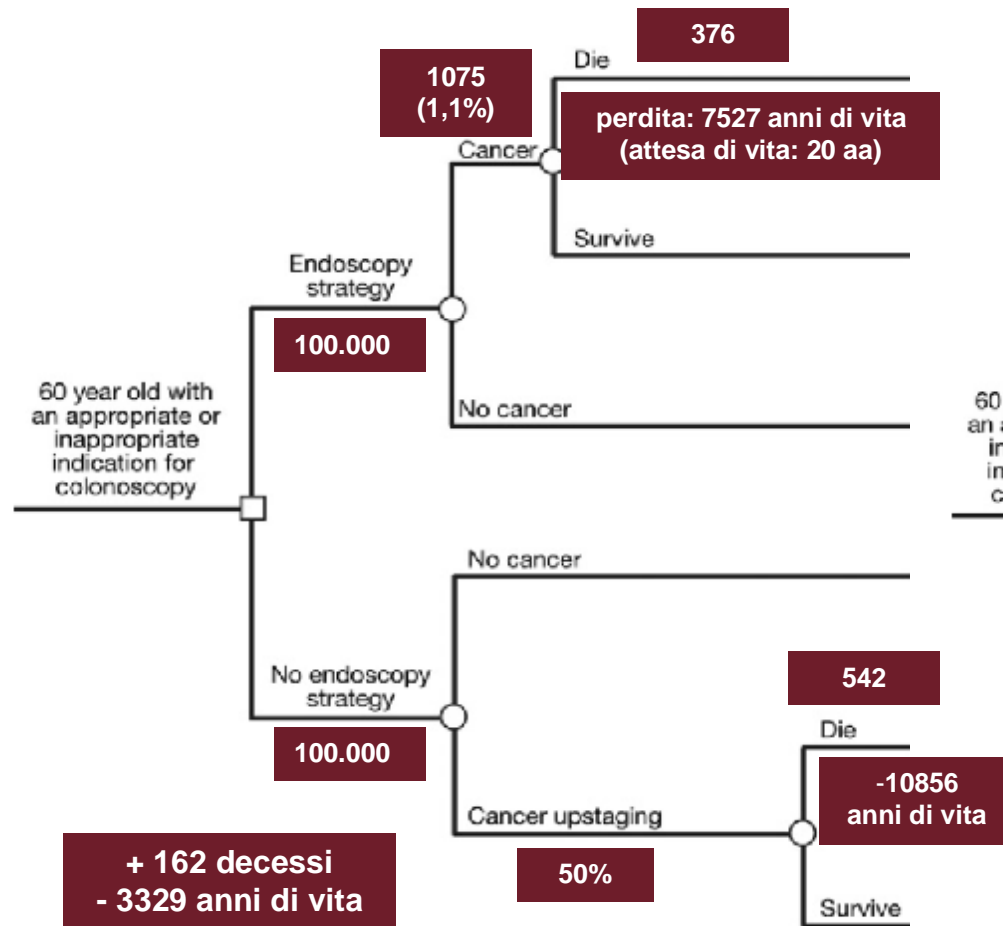 376
Die
1075
(1,1%)
perdita: 7527 anni di vita
(attesa di vita: 20 aa)
Cancer
Survive
Endoscopy
strategy
100.000
60 year old with
an appropriate or
inappropriate
indication for
colonoscopy
No cancer
60
an a
in
in
c
No cancer
No endoscopy
strategy
100.000
542
Die
-10856
anni di vita
Cancer upstaging
50%
+ 162 decessi
- 3329 anni di vita
Survive